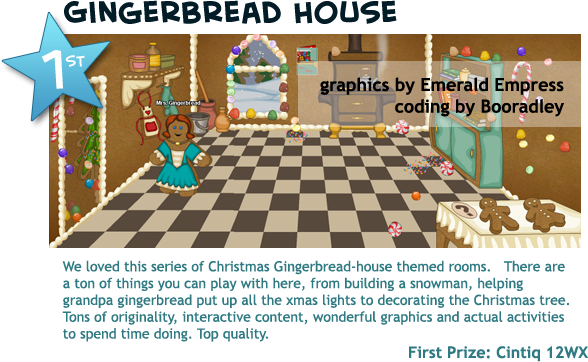 GINGERBREAD HOUSE
1ST
graphics by Emerald Empress
coding by Booradley
Mrs. Gingerbread
We loved this series of Christmas Gingerbread-house themed rooms. There are
a ton of things you can play with here, from building a snowman, helping
grandpa gingerbread put up all the xmas lights to decorating the Christmas tree.
Tons of originality, interactive content, wonderful graphics and actual activities
to spend time doing. Top quality.
First Prize: Cintiq 12WX